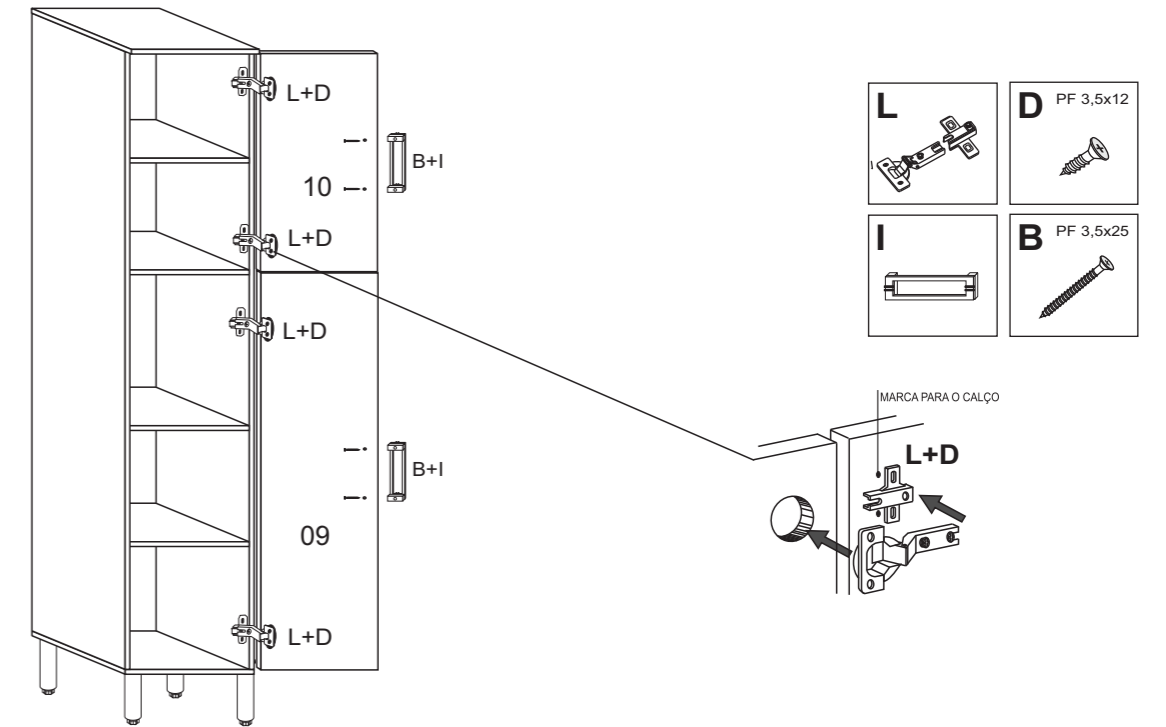 L+D
B+I
10
L+D
L+D
B+I
09
L+D
L
D PF 3,5x12
I
B PF 3,5x25
MARCA PARA O CALÇO
L+D